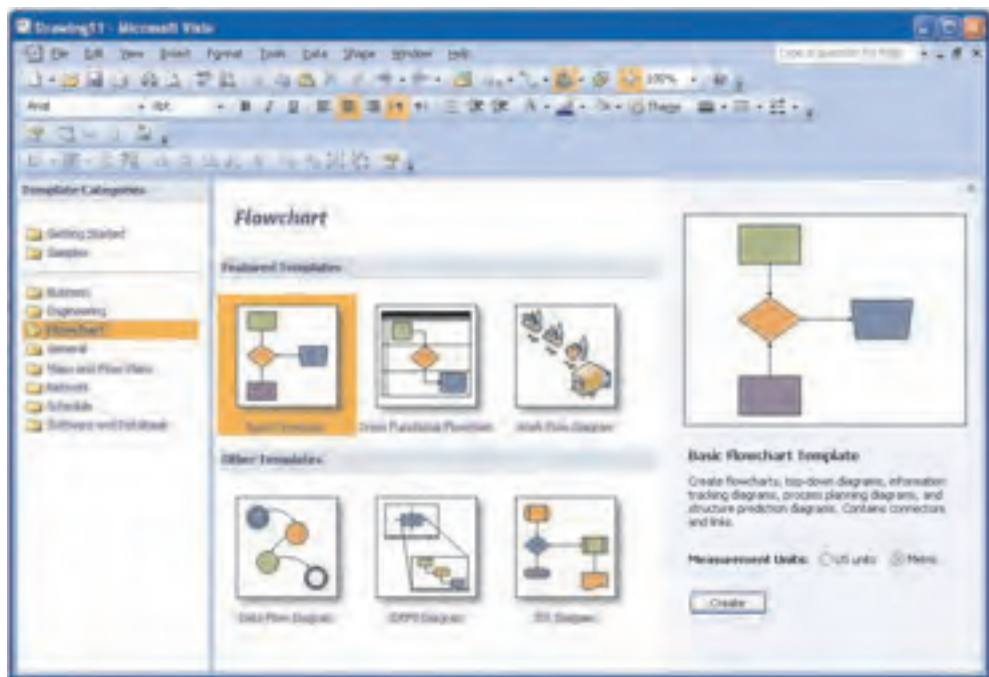 Drawing11 - Microsoft Visio
File Edit View Insert Format Tools Data Shape Window Help
Type a question for help
100%
Arial
8pt.
B I U
Theme
Template Categories
Getting Started
Samples
Business
Engineering
Flowchart
General
Maps and Floor Plans
Network
Schedule
Software and Database
Flowchart
Featured Templates
Basic Flowchart
Cross Functional Flowchart
Work Flow Diagram
Other Templates
Data Flow Diagram
IDEF0 Diagram
SDL Diagram
Basic Flowchart Template
Create flowcharts, top-down diagrams, information
tracking diagrams, process planning diagrams, and
structure prediction diagrams. Contains connectors
and links.
Measurement Units: US units Metric
Create